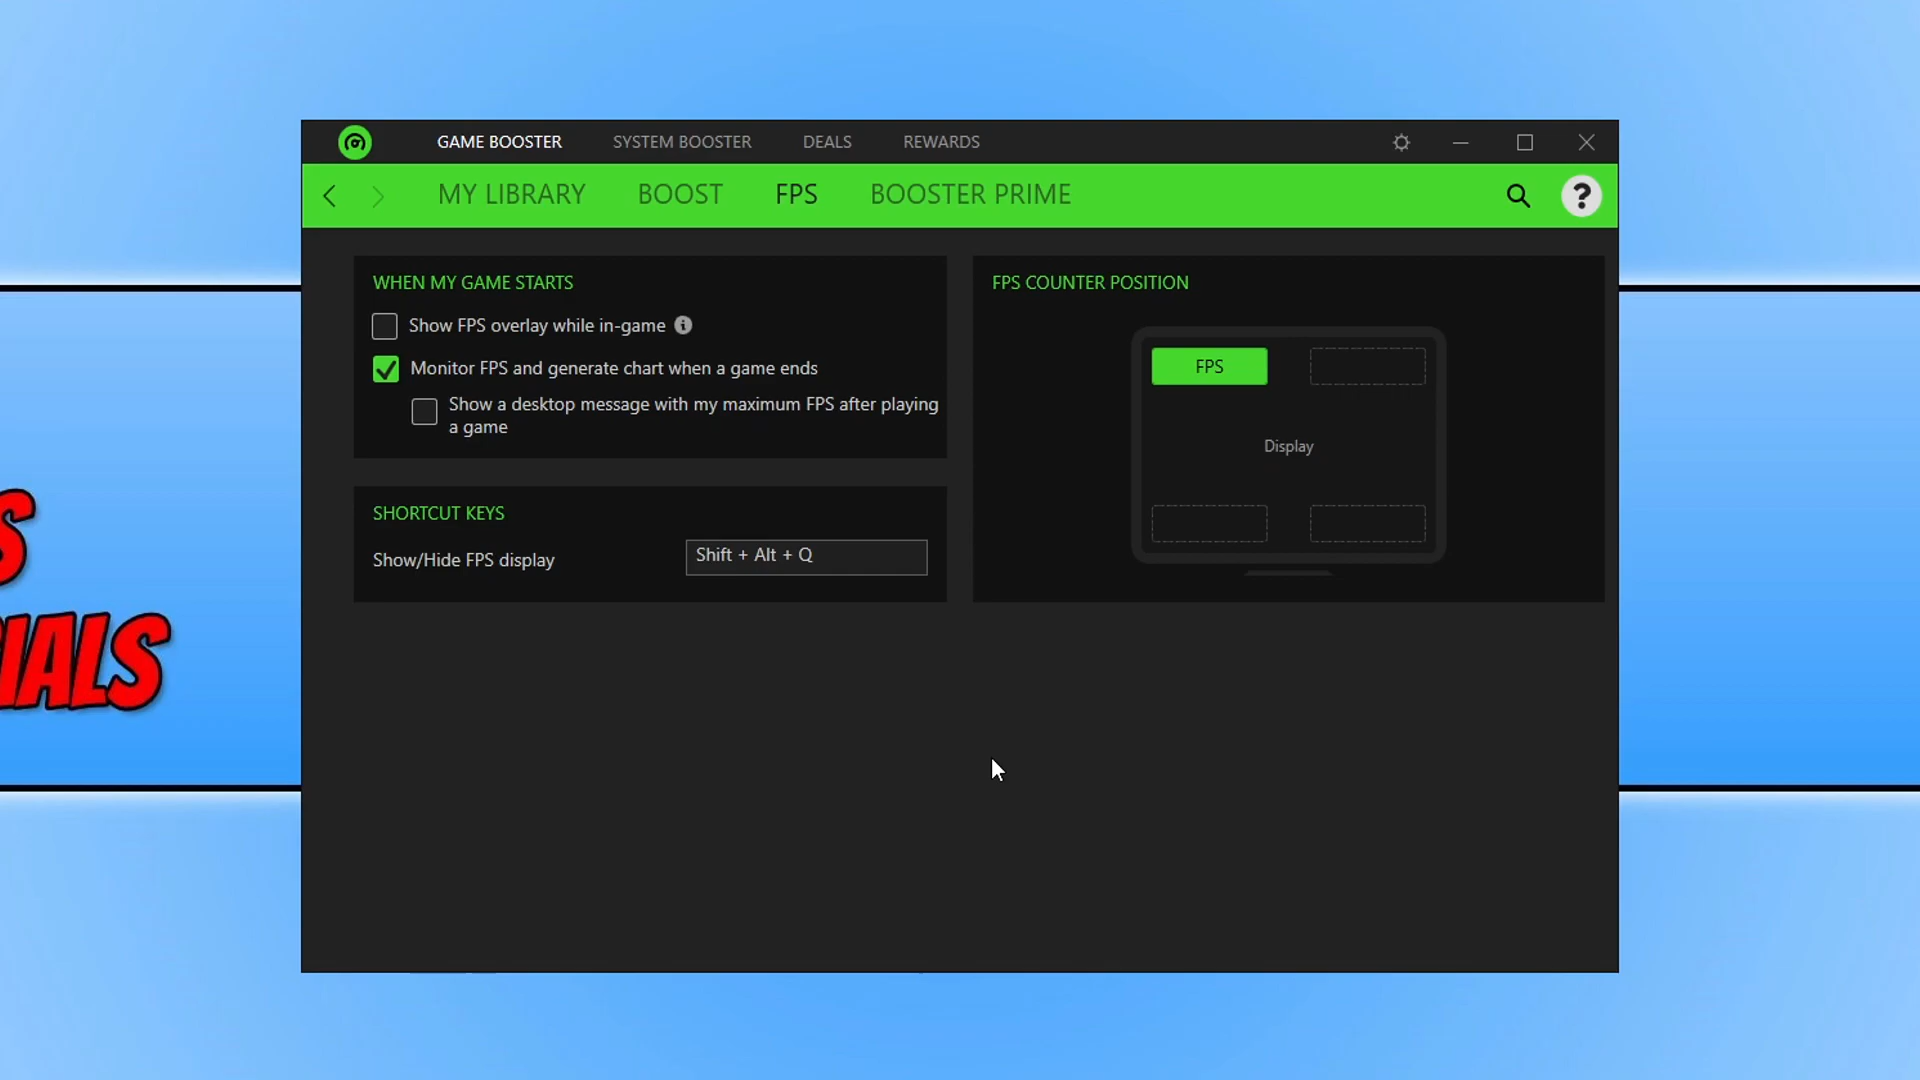 GAME BOOSTER SYSTEM BOOSTER DEALS REWARDS
MY LIBRARY BOOST FPS BOOSTER PRIME ?
WHEN MY GAME STARTS
Show FPS overlay while in-game
Monitor FPS and generate chart when a game ends
Show a desktop message with my maximum FPS after playing
a game
SHORTCUT KEYS
Show/Hide FPS display Shift + Alt + Q
FPS COUNTER POSITION
FPS
Display
S
IALS